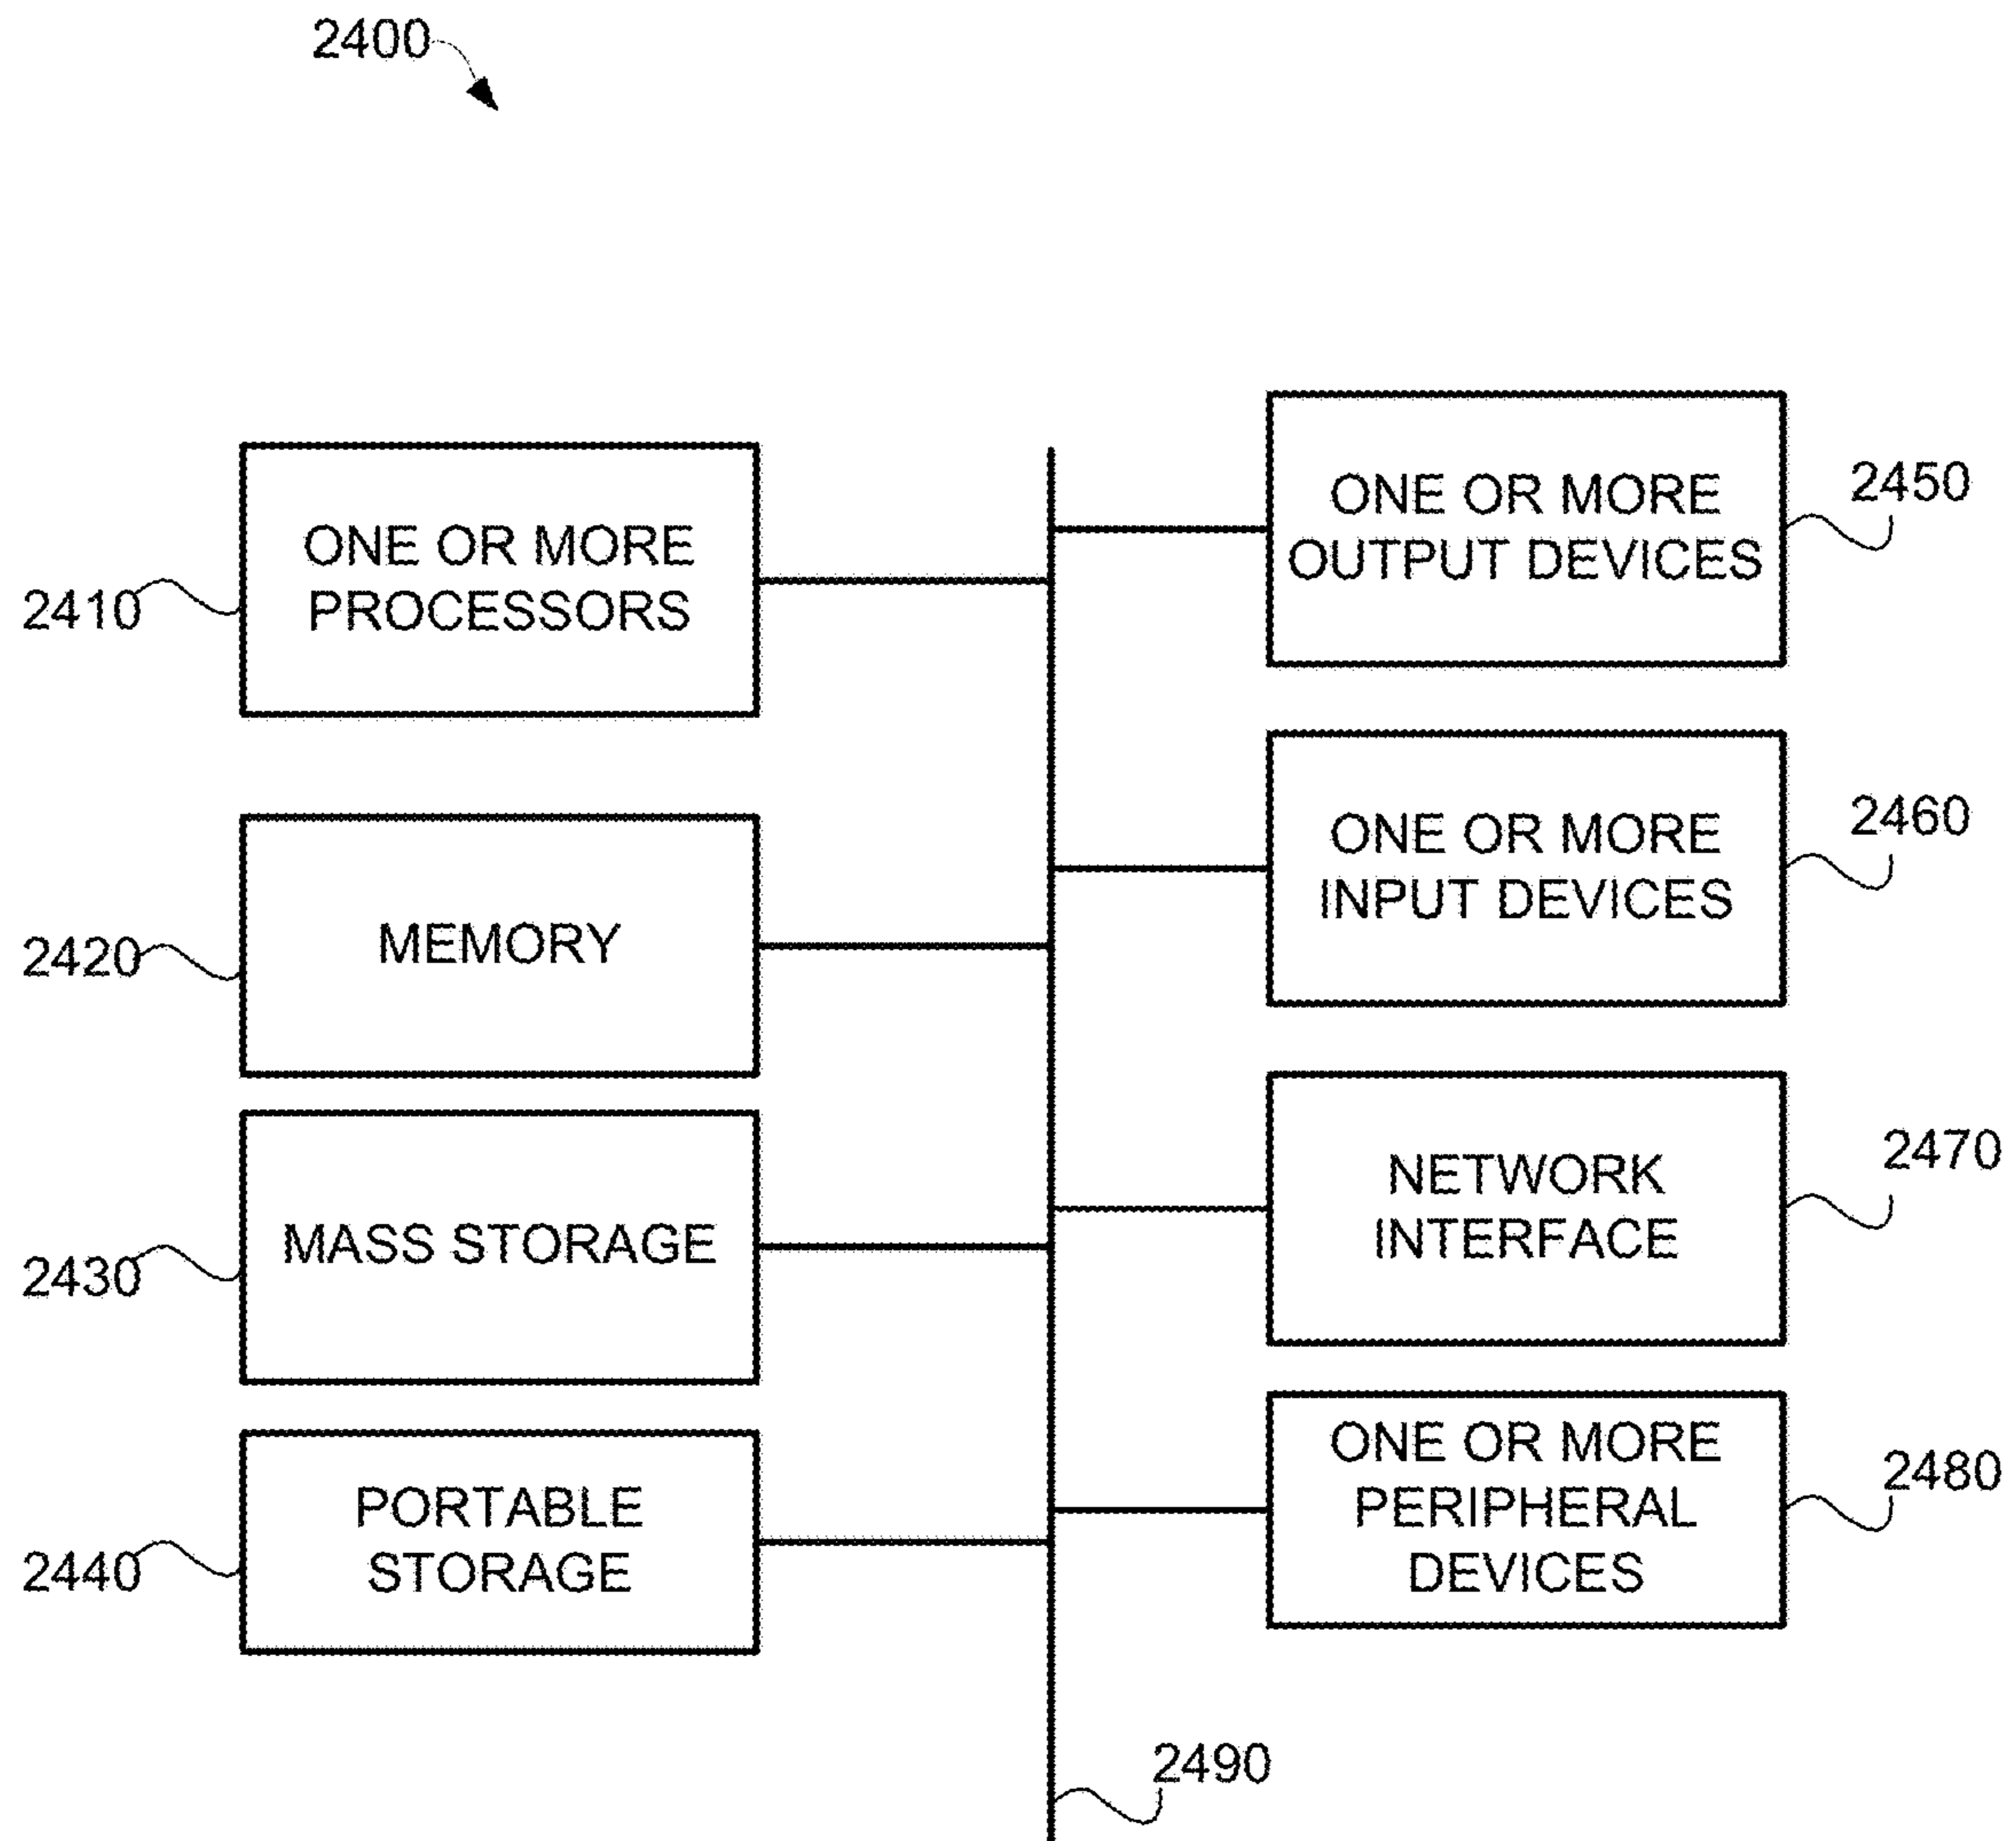 2400
ONE OR MORE
PROCESSORS
2410
MEMORY
2420
MASS STORAGE
2430
PORTABLE
STORAGE
2440
ONE OR MORE
OUTPUT DEVICES
2450
ONE OR MORE
INPUT DEVICES
2460
NETWORK
INTERFACE
2470
ONE OR MORE
PERIPHERAL
DEVICES
2480
2490